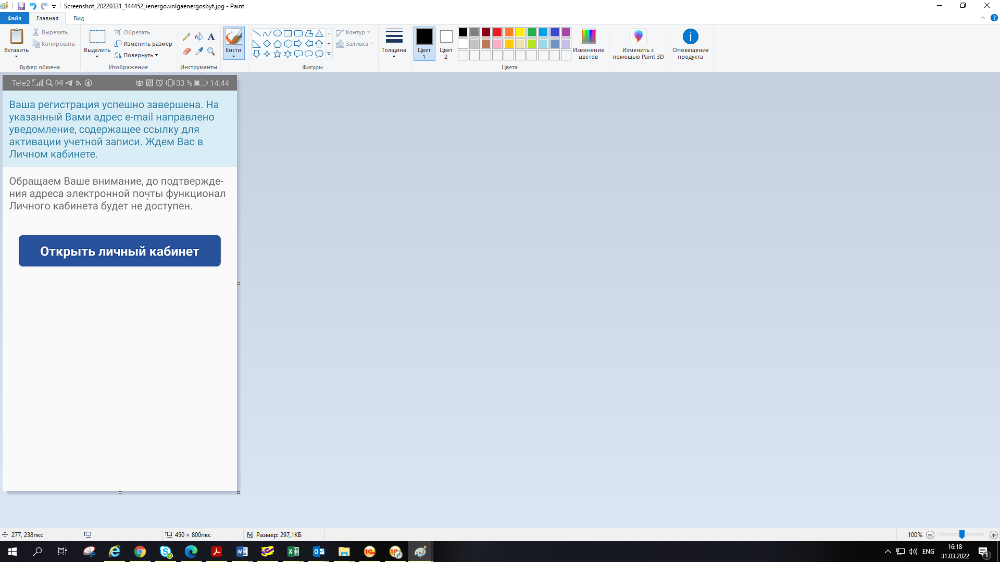 Screenshot_20220331_144452_ienergo.volgaenergosbyt.jpg - Paint
Файл
Главная
Вид
Вставить
Вырезать
Копировать
Буфер обмена
Выделить
Обрезать
Изменить размер
Повернуть
Изображение
Инструменты
Кисти
Контур
Заливка
Фигуры
Толщина
Цвет
1
Цвет
2
Изменение
цветов
Цвета
Изменить с
помощью Paint 3D
Оповещение
продукта
Tele2 33 % 14:44
Ваша регистрация успешно завершена. На
указанный Вами адрес e-mail направлено
уведомление, содержащее ссылку для
активации учетной записи. Ждем Вас в
Личном кабинете.
Обращаем Ваше внимание, до подтвержде-
ния адреса электронной почты функционал
Личного кабинета будет не доступен.
Открыть личный кабинет
277, 238пкс
450 × 800пкс
Размер: 297,1КБ
100%
ENG
16:18
31.03.2022
1